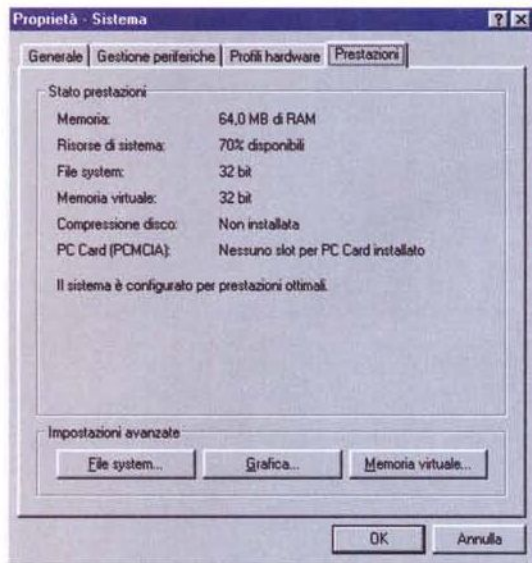 Proprietà - Sistema
Generale
Gestione periferiche
Profili hardware
Prestazioni
Stato prestazioni
Memoria: 64,0 MB di RAM
Risorse di sistema: 70% disponibili
File system: 32 bit
Memoria virtuale: 32 bit
Compressione disco: Non installata
PC Card (PCMCIA): Nessuno slot per PC Card installato
Il sistema è configurato per prestazioni ottimali.
Impostazioni avanzate
File system...
Grafica...
Memoria virtuale...
OK
Annulla